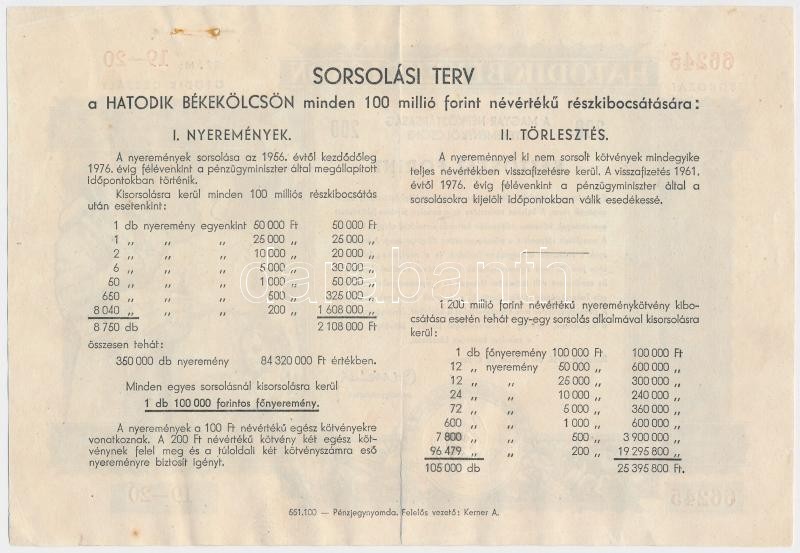 SORSOLÁSI TERV
a HATODIK BÉKEKÖLCSÖN minden 100 millió forint névértékű részkibocsátására:
I. NYEREMÉNYEK.
A nyeremények sorsolása az 1956. évtől kezdődőleg
1976. évig félévenkint a pénzügyminiszter által megállapított
időpontokban történik.
Kisorsolásra kerül minden 100 milliós részkibocsátás
után esetenkint:
1 db nyeremény egyenkint 50 000 Ft 50 000 Ft
1 „ „ „ 25 000 „ 25 000 „
2 „ „ „ 10 000 „ 20 000 „
6 „ „ „ 5 000 „ 30 000 „
50 „ „ „ 1 000 „ 50 000 „
650 „ „ „ 500 „ 325 000 „
8 040 „ „ „ 200 „ 1 608 000 „
8 750 db 2 108 000 Ft
összesen tehát:
350 000 db nyeremény 84 320 000 Ft értékben.
Minden egyes sorsolásnál kisorsolásra kerül
1 db 100 000 forintos főnyeremény.
A nyeremények a 100 Ft névértékű egész kötvényekre
vonatkoznak. A 200 Ft névértékű kötvény két egész köt-
vénynek felel meg és a túloldali két kötvényszámra eső
nyereményre biztosit igényt.
II. TÖRLESZTÉS.
A nyereménnyel ki nem sorsolt kötvények mindegyike
teljes névértékben visszafizetésre kerül. A visszafizetés 1961.
évtől 1976. évig félévenkint a pénzügyminiszter által a
sorsolásokra kijelölt időpontokban válik esedékessé.
1 200 millió forint névértékű nyereménykötvény kibo-
csátása esetén tehát egy-egy sorsolás alkalmával kisorsolásra
kerül:
1 db főnyeremény 100 000 Ft 100 000 Ft
12 „ nyeremény 50 000 „ 600 000 „
12 „ „ 25 000 „ 300 000 „
24 „ „ 10 000 „ 240 000 „
72 „ „ 5 000 „ 360 000 „
600 „ „ 1 000 „ 600 000 „
7 800 „ „ 500 „ 3 900 000 „
96 479 „ „ 200 „ 19 295 800 „
105 000 db 25 395 800 Ft.
651.100 — Pénzjegynyomda. Felelős vezető: Kerner A.
darabanth